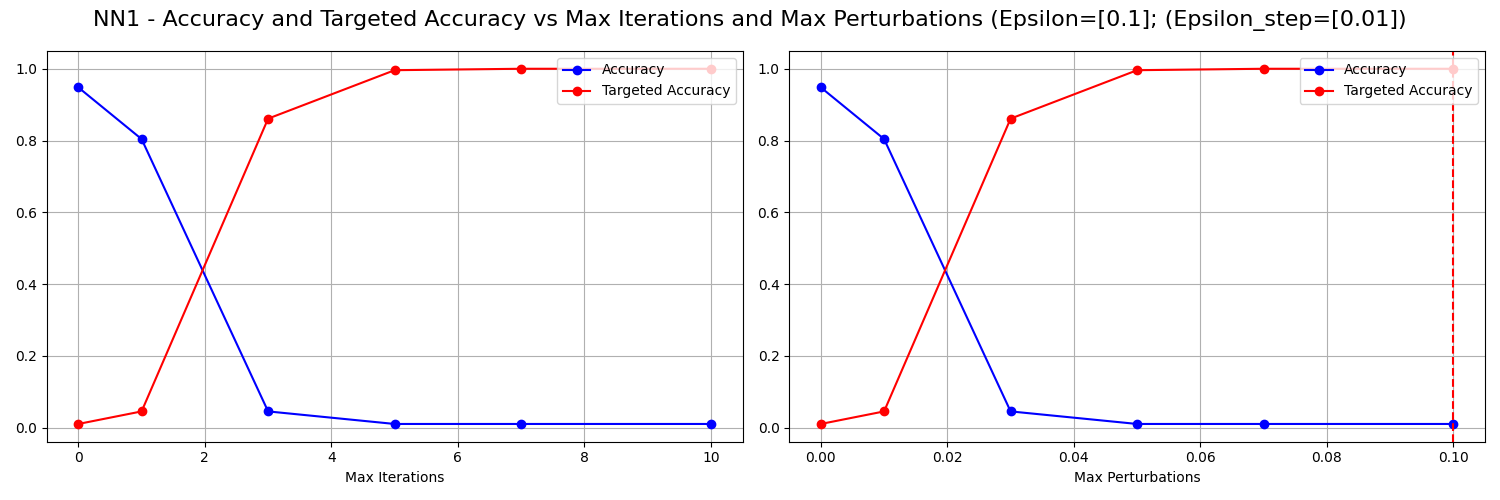 NN1 - Accuracy and Targeted Accuracy vs Max Iterations and Max Perturbations (Epsilon=[0.1]; (Epsilon_step=[0.01])
1.0
0.8
0.6
0.4
0.2
0.0
0 2 4 6 8 10
Max Iterations
Accuracy
Targeted Accuracy
1.0
0.8
0.6
0.4
0.2
0.0
0.00 0.02 0.04 0.06 0.08 0.10
Max Perturbations
Accuracy
Targeted Accuracy